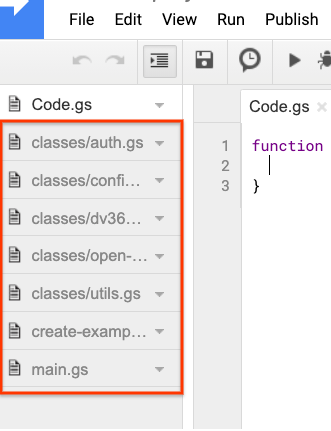 File Edit View Run Publish
Code.gs
classes/auth.gs
classes/confi...
classes/dv36...
classes/open-...
classes/utils.gs
create-examp...
main.gs
Code.gs ×
1 function
2
3 }